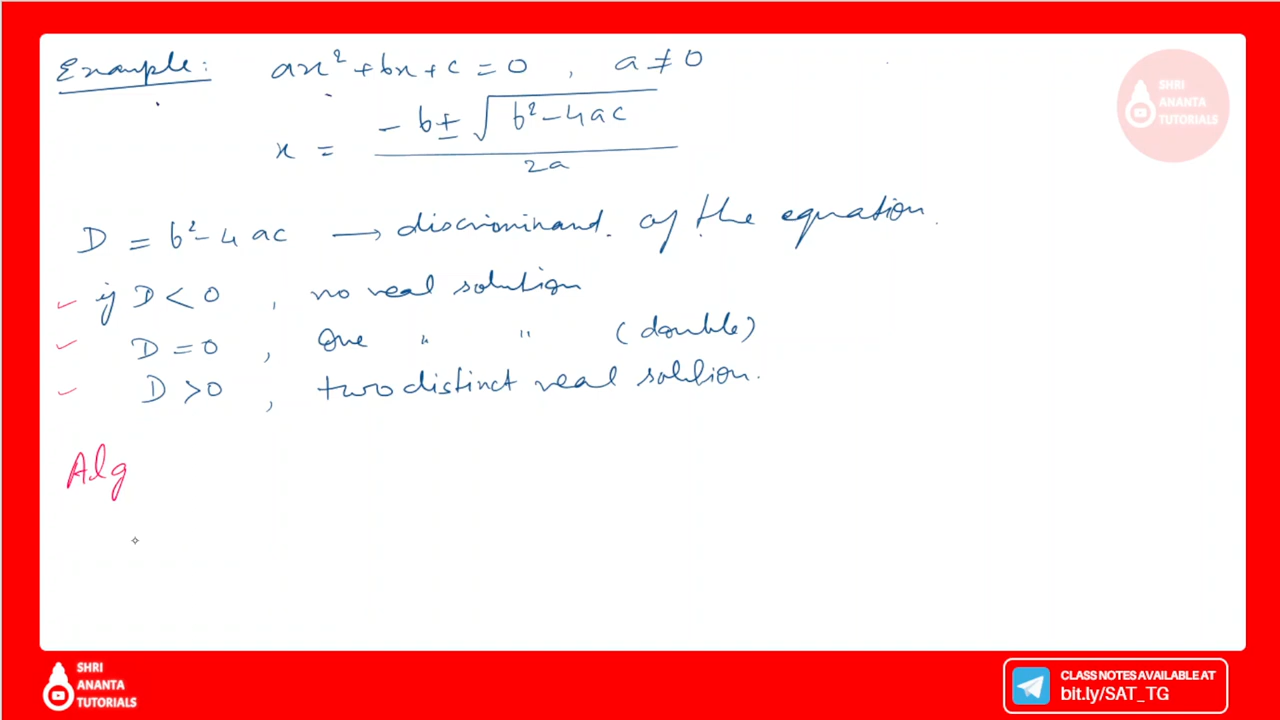 Example: ax² + bx + c = 0 , a ≠ 0
x = (- b ± √(b² - 4ac)) / 2a
D = b² - 4ac → discriminand. of the equation.
if D < 0 , no real solution
D = 0 , One " " (double)
D > 0 , two distinct real solution.
Alg
SHRI
ANANTA
TUTORIALS
SHRI
ANANTA
TUTORIALS
CLASS NOTES AVAILABLE AT
bit.ly/SAT_TG